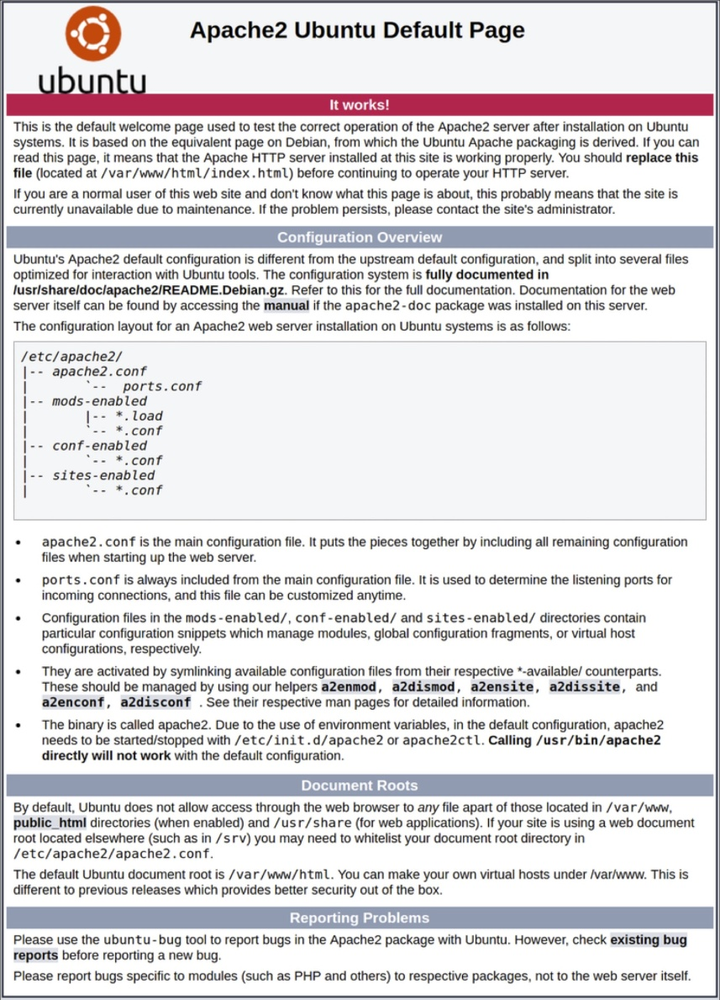 ubuntu
Apache2 Ubuntu Default Page
It works!
This is the default welcome page used to test the correct operation of the Apache2 server after installation on Ubuntu
systems. It is based on the equivalent page on Debian, from which the Ubuntu Apache packaging is derived. If you can
read this page, it means that the Apache HTTP server installed at this site is working properly. You should replace this
file (located at /var/www/html/index.html) before continuing to operate your HTTP server.
If you are a normal user of this web site and don't know what this page is about, this probably means that the site is
currently unavailable due to maintenance. If the problem persists, please contact the site's administrator.
Configuration Overview
Ubuntu's Apache2 default configuration is different from the upstream default configuration, and split into several files
optimized for interaction with Ubuntu tools. The configuration system is fully documented in
/usr/share/doc/apache2/README.Debian.gz. Refer to this for the full documentation. Documentation for the web
server itself can be found by accessing the manual if the apache2-doc package was installed on this server.
The configuration layout for an Apache2 web server installation on Ubuntu systems is as follows:
/etc/apache2/
|-- apache2.conf
|       `--  ports.conf
|-- mods-enabled
|       |-- *.load
|       `-- *.conf
|-- conf-enabled
|       `-- *.conf
|-- sites-enabled
|       `-- *.conf
• apache2.conf is the main configuration file. It puts the pieces together by including all remaining configuration
files when starting up the web server.
• ports.conf is always included from the main configuration file. It is used to determine the listening ports for
incoming connections, and this file can be customized anytime.
• Configuration files in the mods-enabled/, conf-enabled/ and sites-enabled/ directories contain
particular configuration snippets which manage modules, global configuration fragments, or virtual host
configurations, respectively.
• They are activated by symlinking available configuration files from their respective *-available/ counterparts.
These should be managed by using our helpers a2enmod, a2dismod, a2ensite, a2dissite, and
a2enconf, a2disconf . See their respective man pages for detailed information.
• The binary is called apache2. Due to the use of environment variables, in the default configuration, apache2
needs to be started/stopped with /etc/init.d/apache2 or apache2ctl. Calling /usr/bin/apache2
directly will not work with the default configuration.
Document Roots
By default, Ubuntu does not allow access through the web browser to any file apart of those located in /var/www,
public_html directories (when enabled) and /usr/share (for web applications). If your site is using a web document
root located elsewhere (such as in /srv) you may need to whitelist your document root directory in
/etc/apache2/apache2.conf.
The default Ubuntu document root is /var/www/html. You can make your own virtual hosts under /var/www. This is
different to previous releases which provides better security out of the box.
Reporting Problems
Please use the ubuntu-bug tool to report bugs in the Apache2 package with Ubuntu. However, check existing bug
reports before reporting a new bug.
Please report bugs specific to modules (such as PHP and others) to respective packages, not to the web server itself.